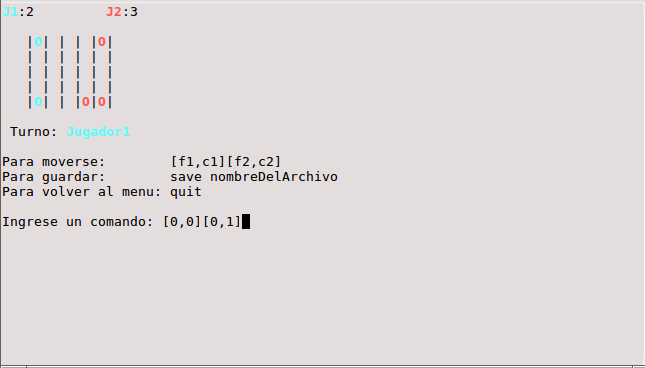 J1:2         J2:3
|O| | | |O|
| | | | | |
| | | | | |
| | | | | |
|O| | |O|O|
Turno: Jugador1
Para moverse:        [f1,c1][f2,c2]
Para guardar:        save nombreDelArchivo
Para volver al menu: quit
Ingrese un comando: [0,0][0,1]